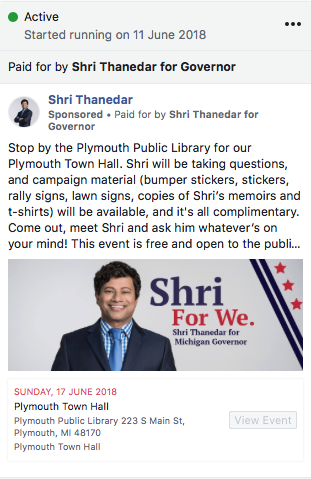 Active
Started running on 11 June 2018
Paid for by Shri Thanedar for Governor
Shri Thanedar
Sponsored • Paid for by Shri Thanedar for
Governor
Stop by the Plymouth Public Library for our
Plymouth Town Hall. Shri will be taking questions,
and campaign material (bumper stickers, stickers,
rally signs, lawn signs, copies of Shri's memoirs and
t-shirts) will be available, and it's all complimentary.
Come out, meet Shri and ask him whatever's on
your mind! This event is free and open to the publi...
Shri
For We.
Shri Thanedar for
Michigan Governor
SUNDAY, 17 JUNE 2018
Plymouth Town Hall
Plymouth Public Library 223 S Main St,
Plymouth, MI 48170
Plymouth Town Hall
View Event